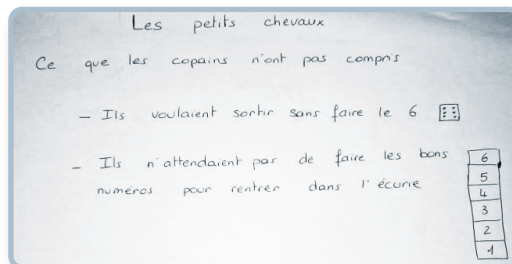 Les petits chevaux
Ce que les copains n'ont pas compris
- Ils voulaient sortir sans faire le 6
- Ils n'attendaient pas de faire les bons
numéros pour rentrer dans l'écurie
6
5
4
3
2
1